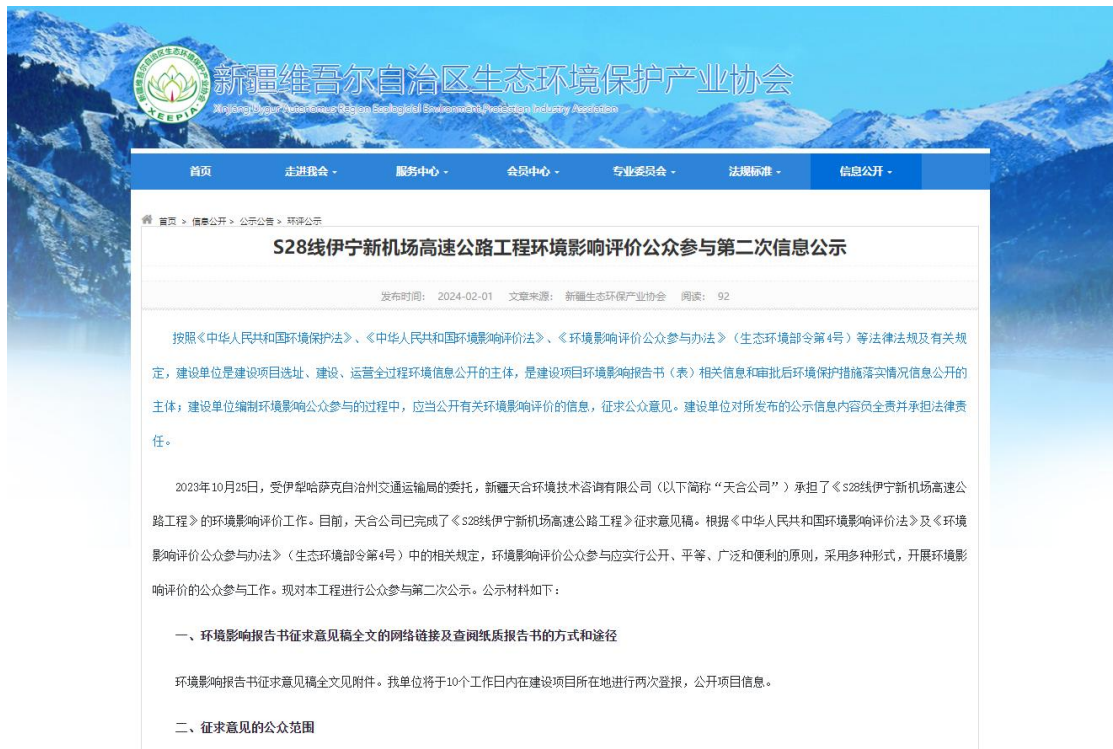 新疆生态环境保护产业协会
XEEPIA
新疆维吾尔自治区生态环境保护产业协会
Xinjiang Uygur Autonomous Region Ecological Environment Protection Industry Association
首页 走进我会 服务中心 会员中心 专业委员会 法规标准 信息公开
首页 > 信息公开 > 公示公告 > 环评公示
S28线伊宁新机场高速公路工程环境影响评价公众参与第二次信息公示
发布时间： 2024-02-01 文章来源： 新疆生态环保产业协会 阅读： 92
按照《中华人民共和国环境保护法》、《中华人民共和国环境影响评价法》、《环境影响评价公众参与办法》（生态环境部令第4号）等法律法规及有关规
定，建设单位是建设项目选址、建设、运营全过程环境信息公开的主体，是建设项目环境影响报告书（表）相关信息和审批后环境保护措施落实情况信息公开的
主体；建设单位编制环境影响公众参与的过程中，应当公开有关环境影响评价的信息，征求公众意见。建设单位对所发布的公示信息内容负全责并承担法律责
任。
2023年10月25日，受伊犁哈萨克自治州交通运输局的委托，新疆天合环境技术咨询有限公司（以下简称“天合公司”）承担了《S28线伊宁新机场高速公
路工程》的环境影响评价工作。目前，天合公司已完成了《S28线伊宁新机场高速公路工程》征求意见稿。根据《中华人民共和国环境影响评价法》及《环境
影响评价公众参与办法》（生态环境部令第4号）中的相关规定，环境影响评价公众参与应实行公开、平等、广泛和便利的原则，采用多种形式，开展环境影
响评价的公众参与工作。现对本工程进行公众参与第二次公示。公示材料如下：
一、环境影响报告书征求意见稿全文的网络链接及查阅纸质报告书的方式和途径
环境影响报告书征求意见稿全文见附件。我单位将于10个工作日内在建设项目所在地进行两次登报，公开项目信息。
二、征求意见的公众范围